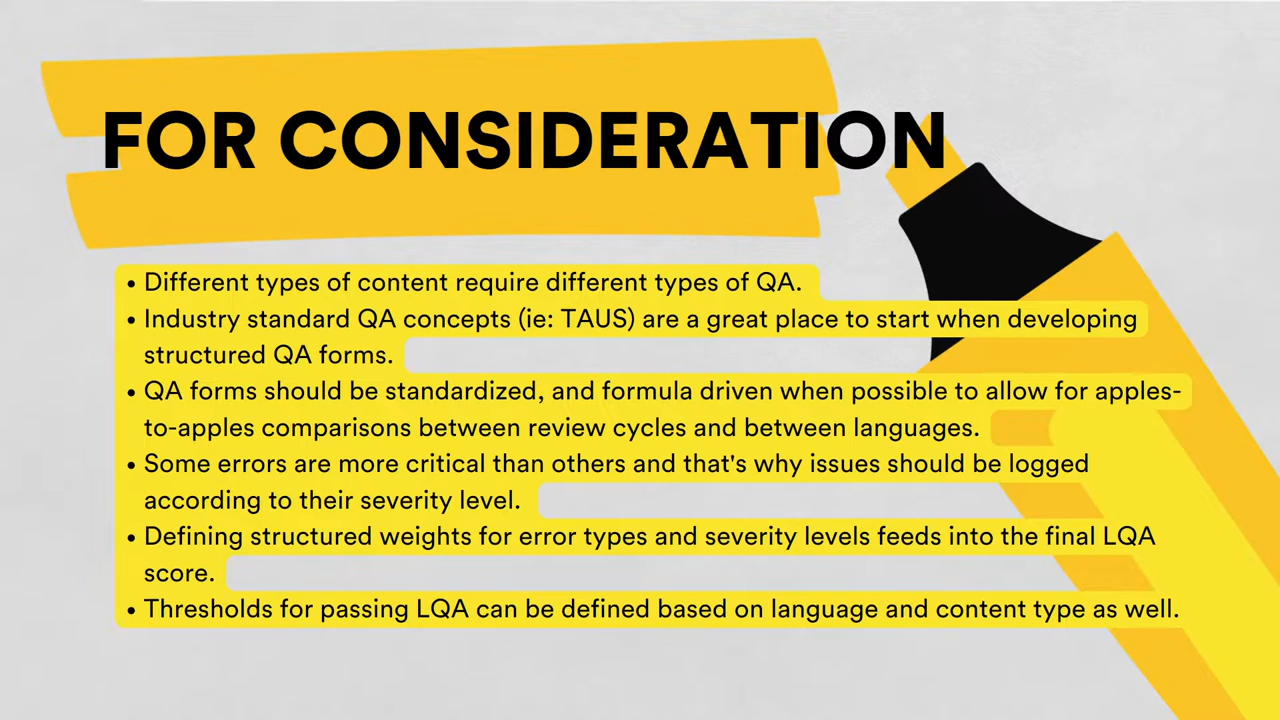 FOR CONSIDERATION
• Different types of content require different types of QA.
• Industry standard QA concepts (ie: TAUS) are a great place to start when developing
structured QA forms.
• QA forms should be standardized, and formula driven when possible to allow for apples-
to-apples comparisons between review cycles and between languages.
• Some errors are more critical than others and that's why issues should be logged
according to their severity level.
• Defining structured weights for error types and severity levels feeds into the final LQA
score.
• Thresholds for passing LQA can be defined based on language and content type as well.